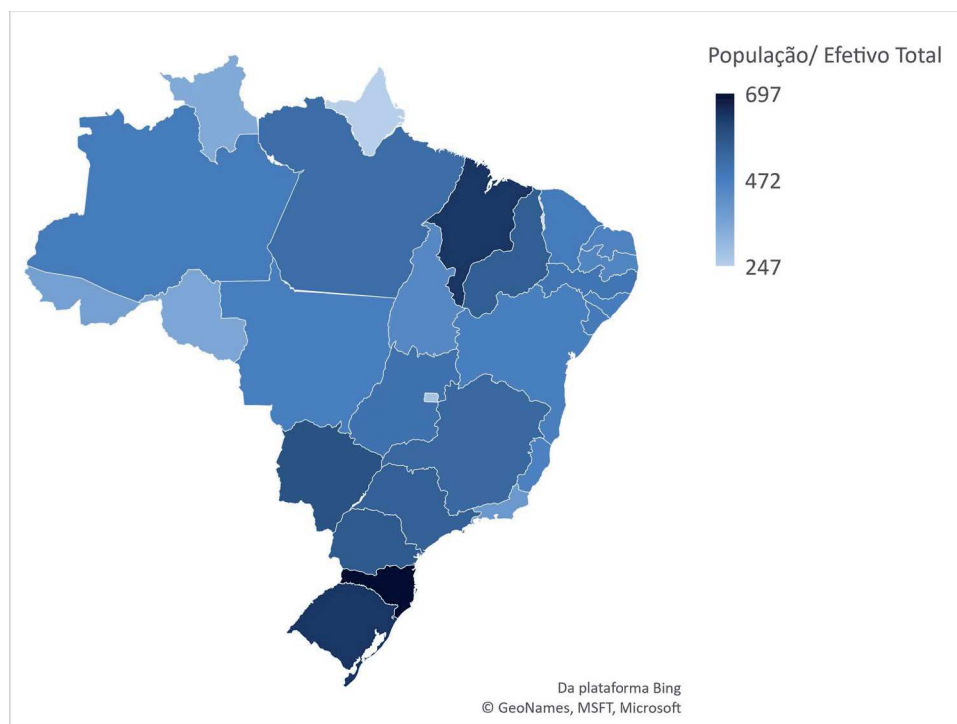 População/ Efetivo Total
697
472
247
Da plataforma Bing
© GeoNames, MSFT, Microsoft